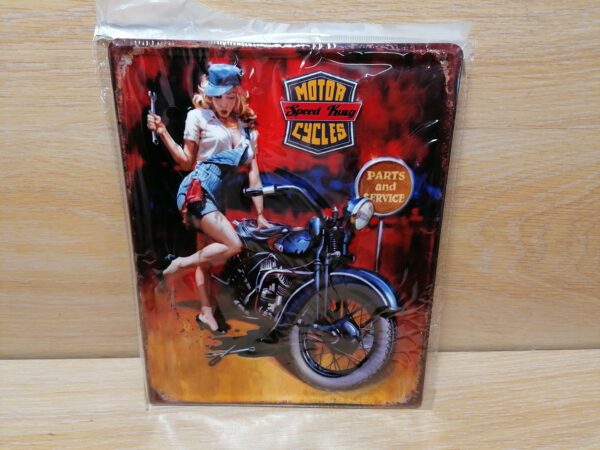 MOTOR
Speed King
CYCLES
PARTS
and
SERVICE